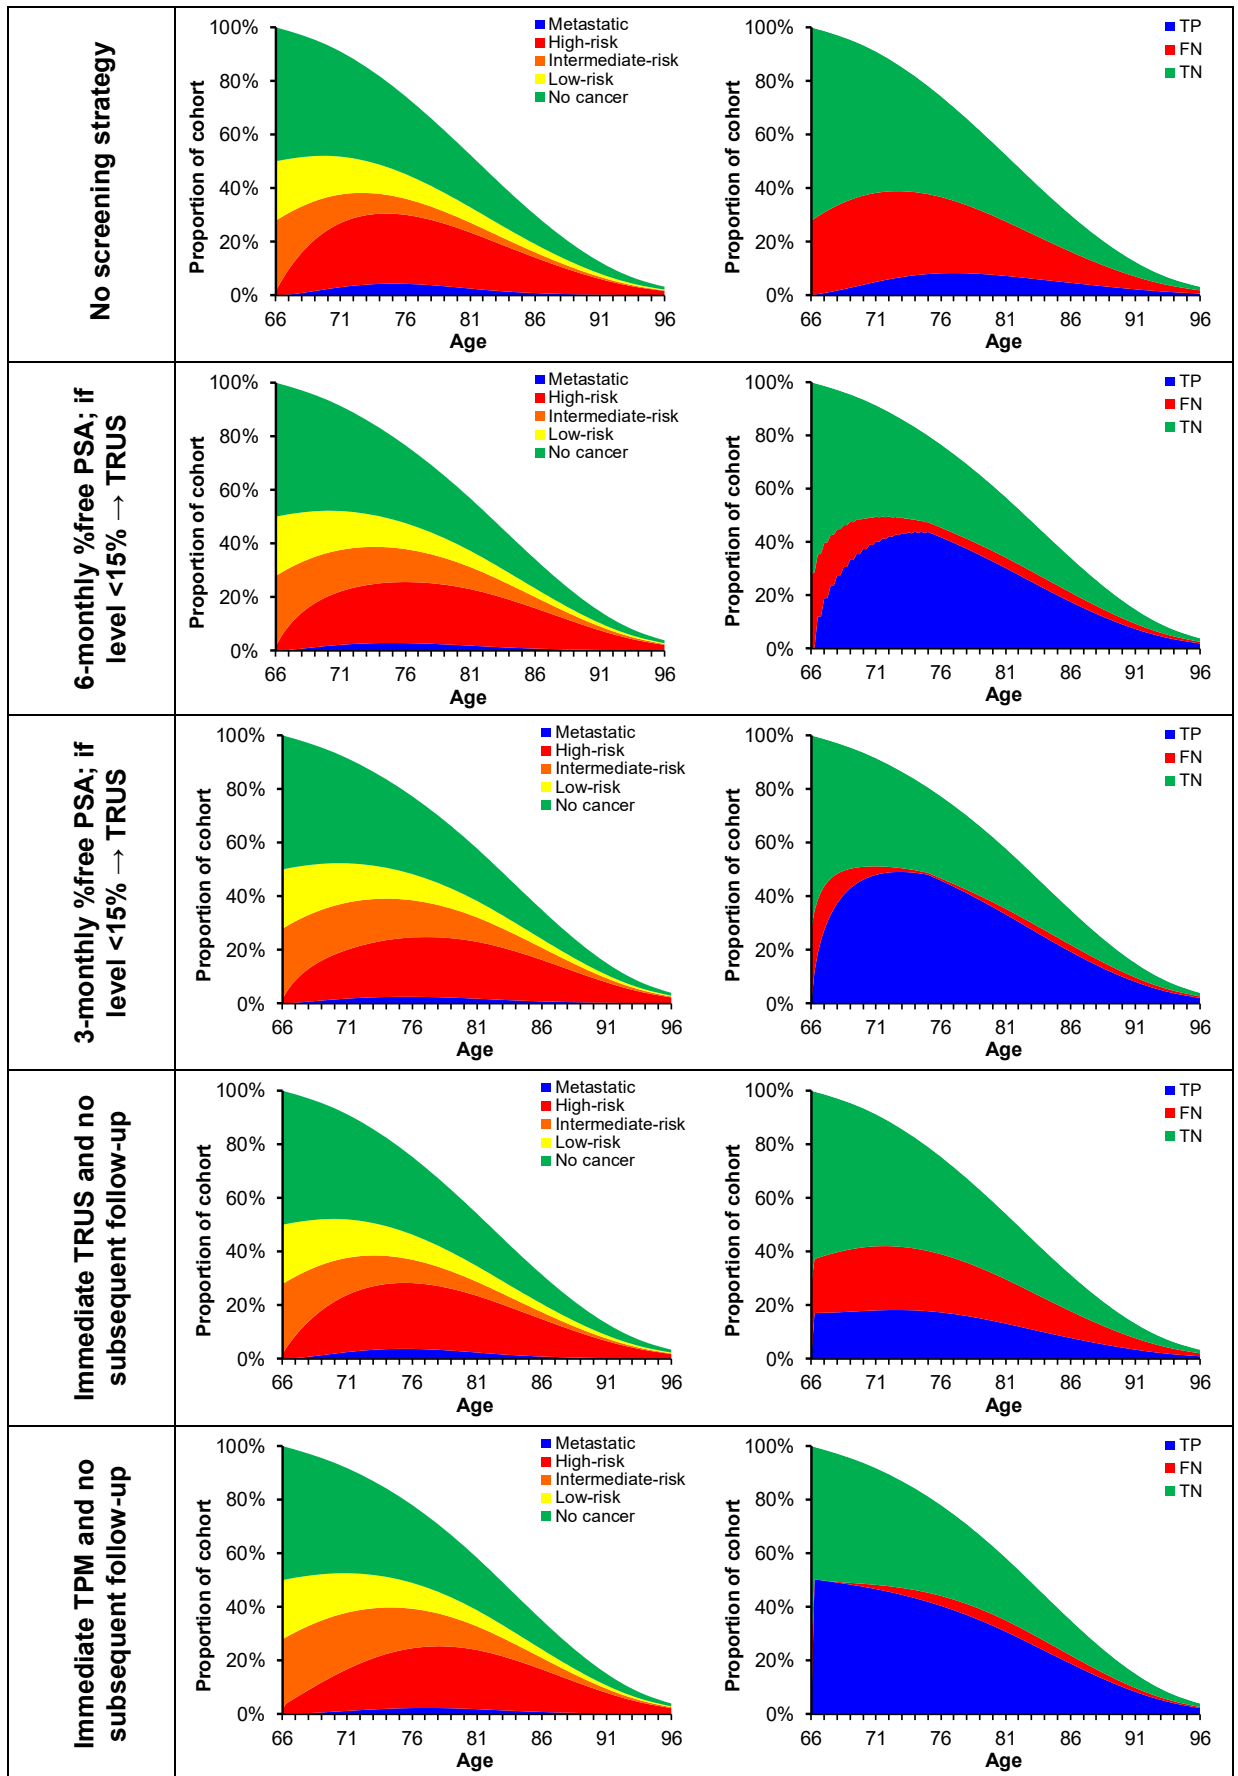 No screening strategy
100%
80%
60%
40%
20%
0%
Proportion of cohort
66 71 76 81 86 91 96
Age
Metastatic
High-risk
Intermediate-risk
Low-risk
No cancer
100%
80%
60%
40%
20%
0%
Proportion of cohort
66 71 76 81 86 91 96
Age
TP
FN
TN
6-monthly %free PSA; if
level <15% → TRUS
100%
80%
60%
40%
20%
0%
Proportion of cohort
66 71 76 81 86 91 96
Age
Metastatic
High-risk
Intermediate-risk
Low-risk
No cancer
100%
80%
60%
40%
20%
0%
Proportion of cohort
66 71 76 81 86 91 96
Age
TP
FN
TN
3-monthly %free PSA; if
level <15% → TRUS
100%
80%
60%
40%
20%
0%
Proportion of cohort
66 71 76 81 86 91 96
Age
Metastatic
High-risk
Intermediate-risk
Low-risk
No cancer
100%
80%
60%
40%
20%
0%
Proportion of cohort
66 71 76 81 86 91 96
Age
TP
FN
TN
Immediate TRUS and no
subsequent follow-up
100%
80%
60%
40%
20%
0%
Proportion of cohort
66 71 76 81 86 91 96
Age
Metastatic
High-risk
Intermediate-risk
Low-risk
No cancer
100%
80%
60%
40%
20%
0%
Proportion of cohort
66 71 76 81 86 91 96
Age
TP
FN
TN
Immediate TPM and no
subsequent follow-up
100%
80%
60%
40%
20%
0%
Proportion of cohort
66 71 76 81 86 91 96
Age
Metastatic
High-risk
Intermediate-risk
Low-risk
No cancer
100%
80%
60%
40%
20%
0%
Proportion of cohort
66 71 76 81 86 91 96
Age
TP
FN
TN